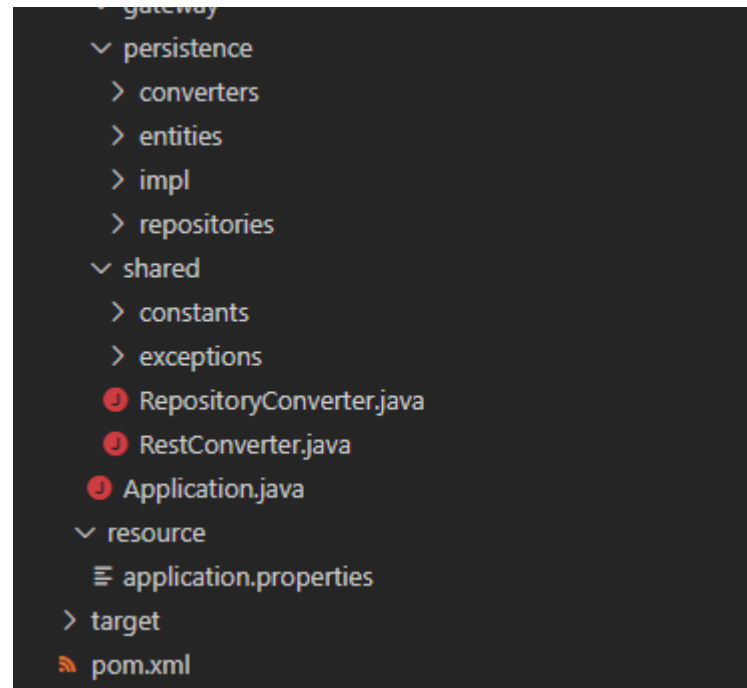 gateway
persistence
converters
entities
impl
repositories
shared
constants
exceptions
RepositoryConverter.java
RestConverter.java
Application.java
resource
application.properties
target
pom.xml